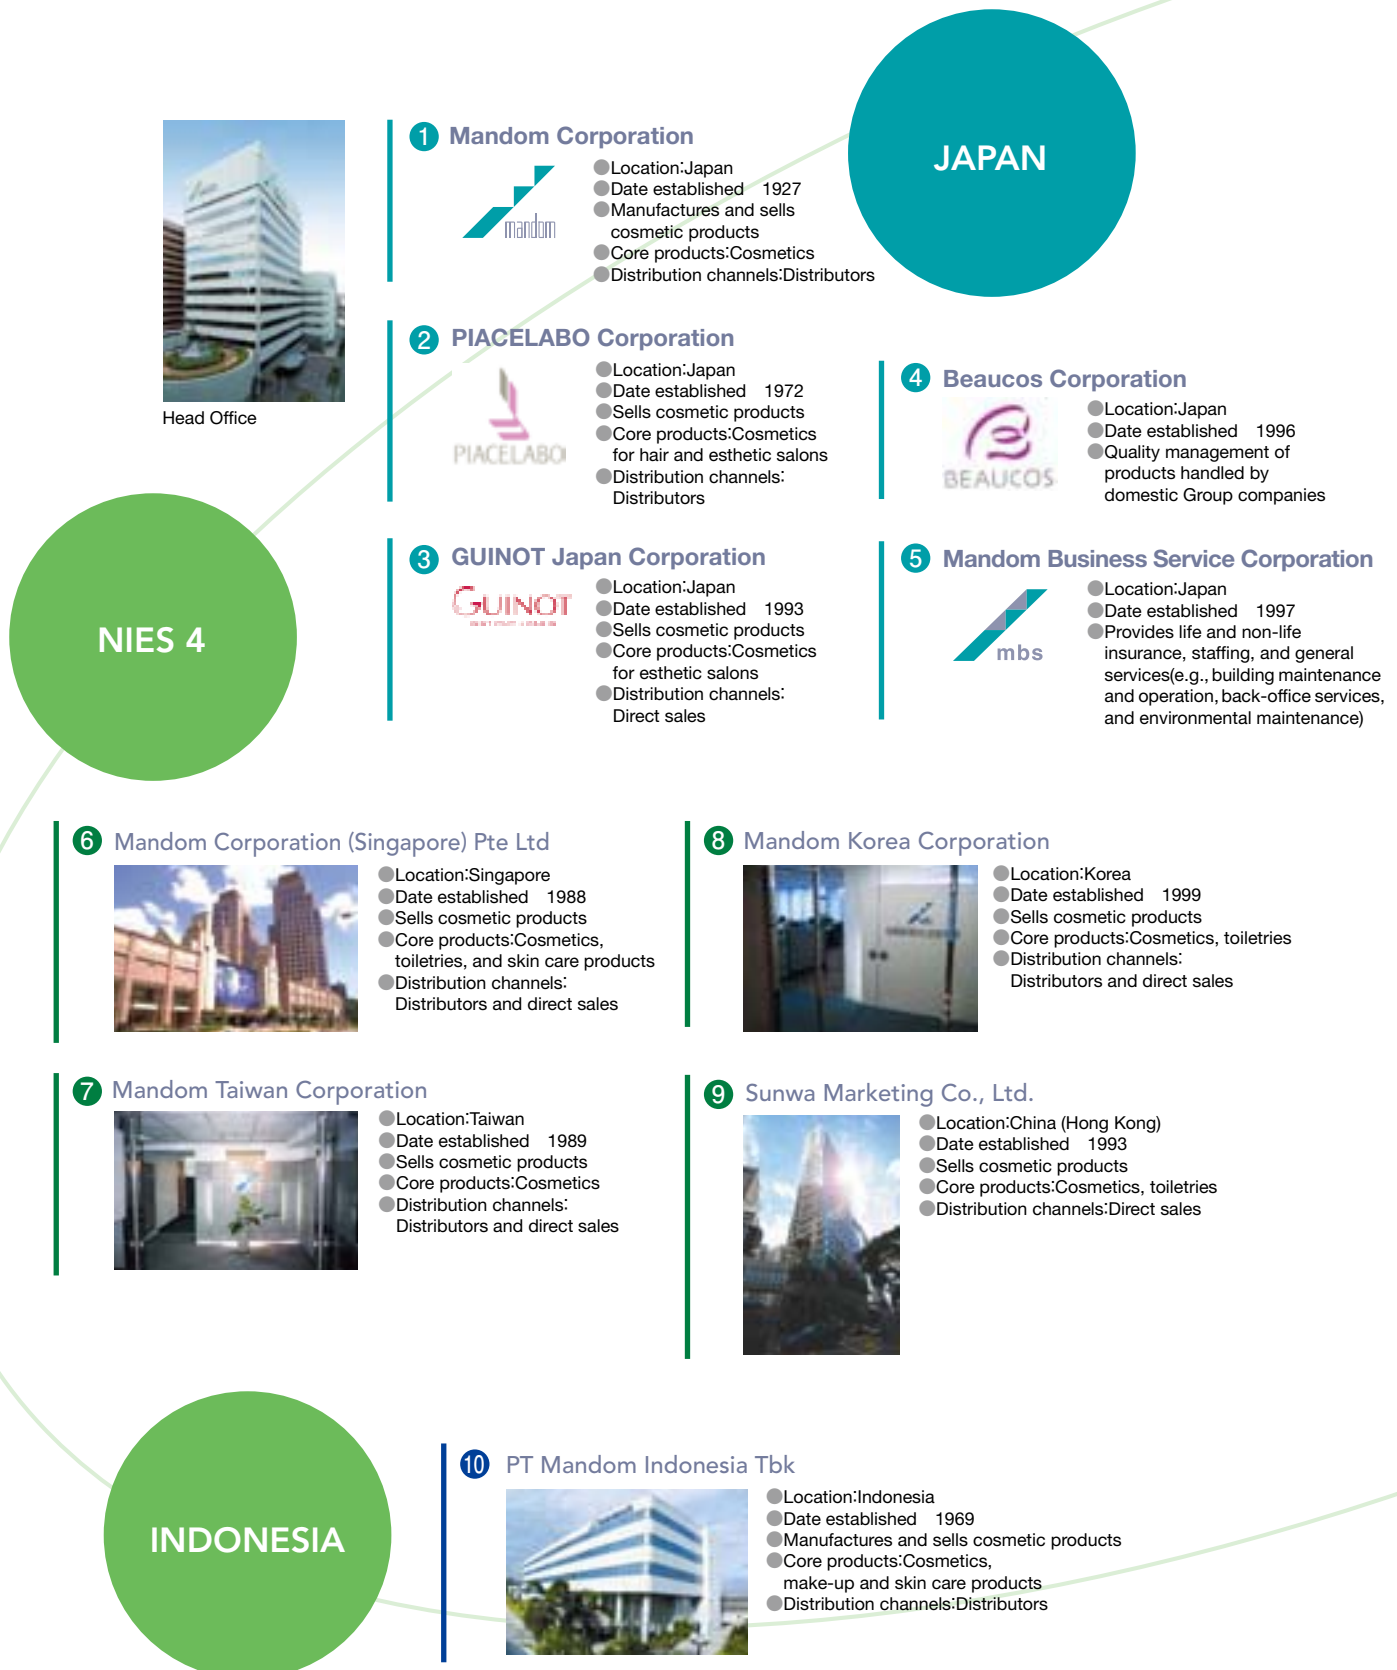 JAPAN
1 Mandom Corporation
mandom
●Location:Japan
●Date established 1927
●Manufactures and sells
cosmetic products
●Core products:Cosmetics
●Distribution channels:Distributors
Head Office
2 PIACELABO Corporation
PIACELABO
●Location:Japan
●Date established 1972
●Sells cosmetic products
●Core products:Cosmetics
for hair and esthetic salons
●Distribution channels:
Distributors
4 Beaucos Corporation
BEAUCOS
●Location:Japan
●Date established 1996
●Quality management of
products handled by
domestic Group companies
NIES 4
3 GUINOT Japan Corporation
GUINOT
●Location:Japan
●Date established 1993
●Sells cosmetic products
●Core products:Cosmetics
for esthetic salons
●Distribution channels:
Direct sales
5 Mandom Business Service Corporation
mbs
●Location:Japan
●Date established 1997
●Provides life and non-life
insurance, staffing, and general
services(e.g., building maintenance
and operation, back-office services,
and environmental maintenance)
6 Mandom Corporation (Singapore) Pte Ltd
●Location:Singapore
●Date established 1988
●Sells cosmetic products
●Core products:Cosmetics,
toiletries, and skin care products
●Distribution channels:
Distributors and direct sales
8 Mandom Korea Corporation
●Location:Korea
●Date established 1999
●Sells cosmetic products
●Core products:Cosmetics, toiletries
●Distribution channels:
Distributors and direct sales
7 Mandom Taiwan Corporation
●Location:Taiwan
●Date established 1989
●Sells cosmetic products
●Core products:Cosmetics
●Distribution channels:
Distributors and direct sales
9 Sunwa Marketing Co., Ltd.
●Location:China (Hong Kong)
●Date established 1993
●Sells cosmetic products
●Core products:Cosmetics, toiletries
●Distribution channels:Direct sales
INDONESIA
10 PT Mandom Indonesia Tbk
●Location:Indonesia
●Date established 1969
●Manufactures and sells cosmetic products
●Core products:Cosmetics,
make-up and skin care products
●Distribution channels:Distributors